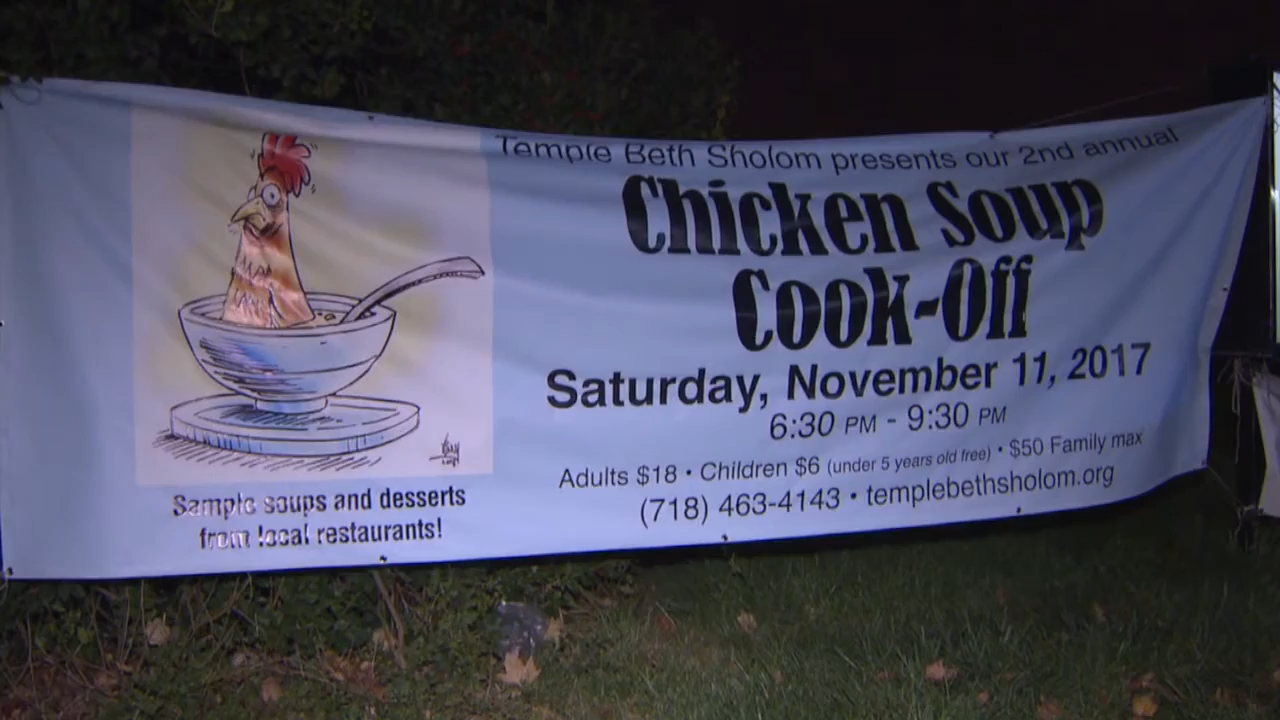 Temple Beth Sholom presents our 2nd annual
Chicken Soup
Cook-Off
Saturday, November 11, 2017
6:30 PM - 9:30 PM
Adults $18 • Children $6 (under 5 years old free) • $50 Family max
(718) 463-4143 • templebethsholom.org
Sample soups and desserts
from local restaurants!